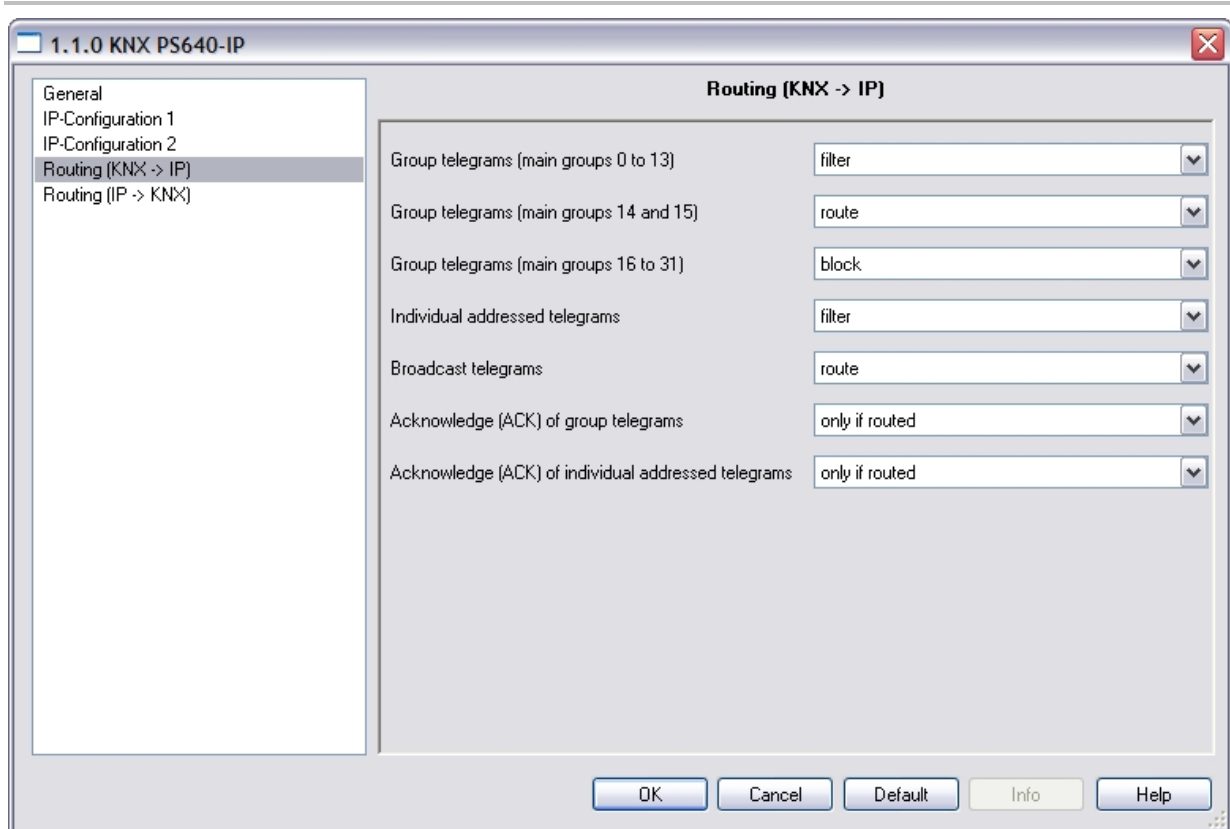 1.1.0 KNX PS640-IP
General
IP-Configuration 1
IP-Configuration 2
Routing (KNX -> IP)
Routing (IP -> KNX)
Routing (KNX -> IP)
Group telegrams (main groups 0 to 13) filter
Group telegrams (main groups 14 and 15) route
Group telegrams (main groups 16 to 31) block
Individual addressed telegrams filter
Broadcast telegrams route
Acknowledge (ACK) of group telegrams only if routed
Acknowledge (ACK) of individual addressed telegrams only if routed
OK Cancel Default Info Help